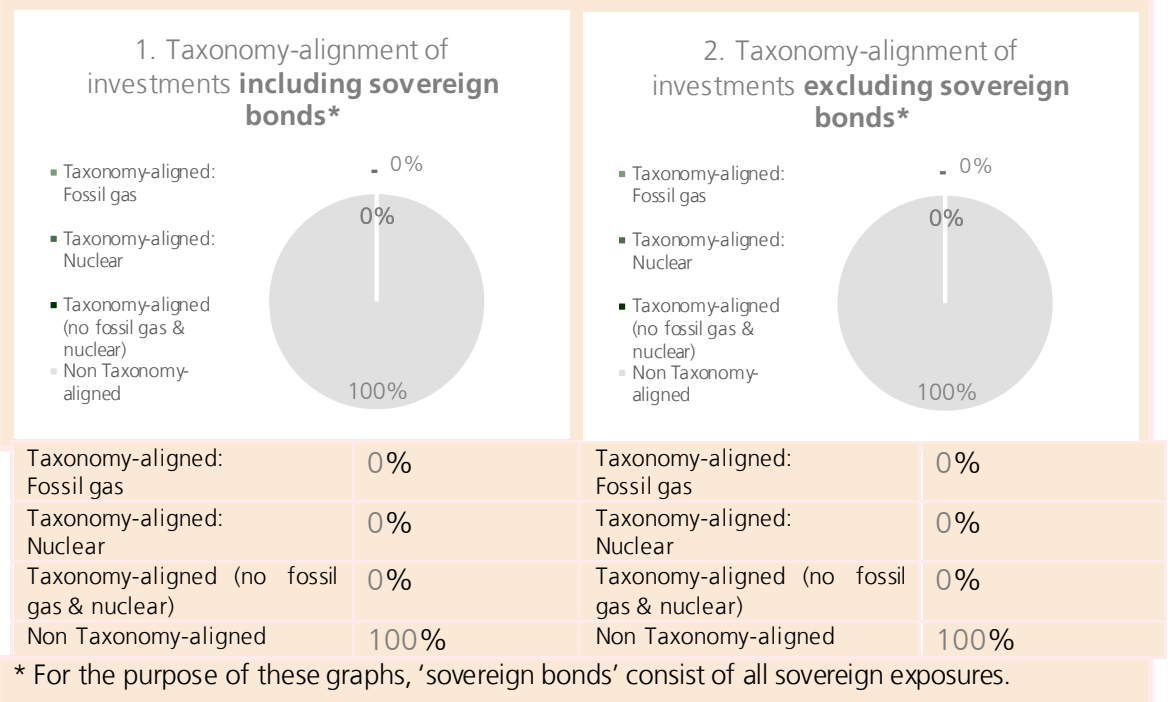 1. Taxonomy-alignment of
investments including sovereign
bonds*
Taxonomy-aligned:
Fossil gas
Taxonomy-aligned:
Nuclear
Taxonomy-aligned
(no fossil gas &
nuclear)
Non Taxonomy-
aligned
- 0%
0%
100%
2. Taxonomy-alignment of
investments excluding sovereign
bonds*
Taxonomy-aligned:
Fossil gas
Taxonomy-aligned:
Nuclear
Taxonomy-aligned
(no fossil gas &
nuclear)
Non Taxonomy-
aligned
- 0%
0%
100%
Taxonomy-aligned:
Fossil gas
0%
Taxonomy-aligned:
Fossil gas
0%
Taxonomy-aligned:
Nuclear
0%
Taxonomy-aligned:
Nuclear
0%
Taxonomy-aligned (no fossil
gas & nuclear)
0%
Taxonomy-aligned (no fossil
gas & nuclear)
0%
Non Taxonomy-aligned
100%
Non Taxonomy-aligned
100%
* For the purpose of these graphs, ‘sovereign bonds’ consist of all sovereign exposures.